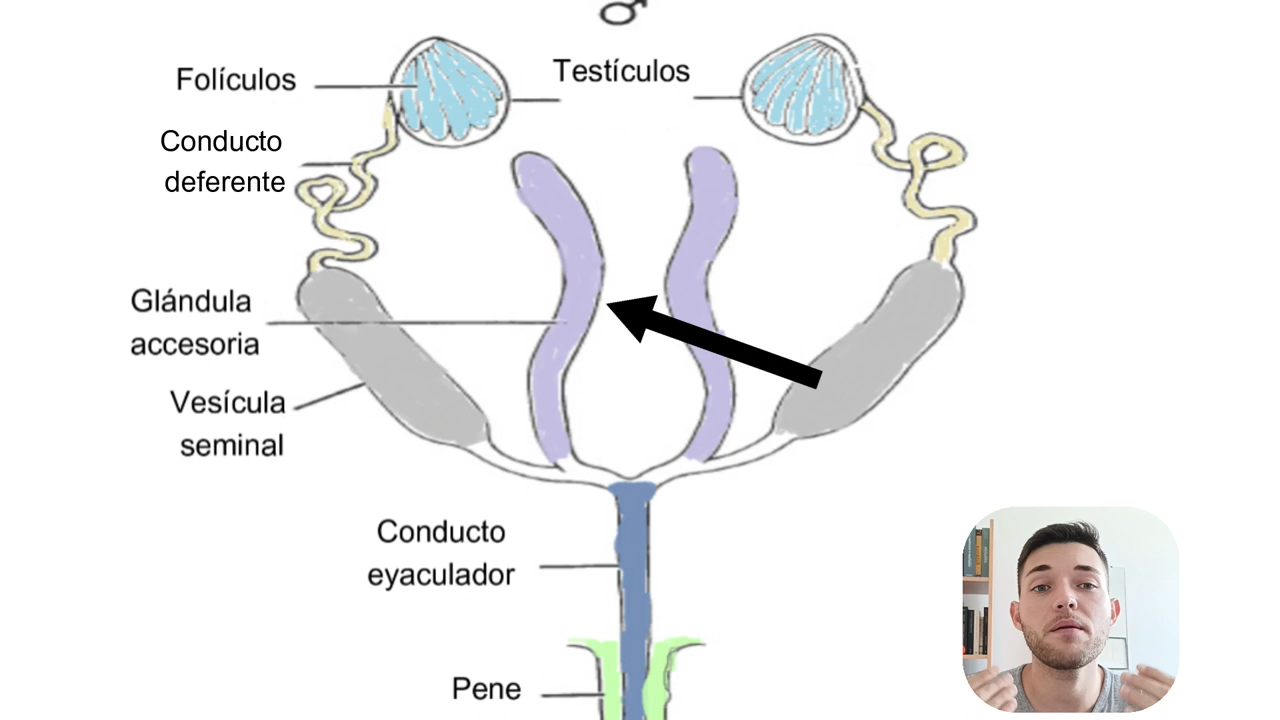 Folículos
Testículos
Conducto
deferente
Glándula
accesoria
Vesícula
seminal
Conducto
eyaculador
Pene